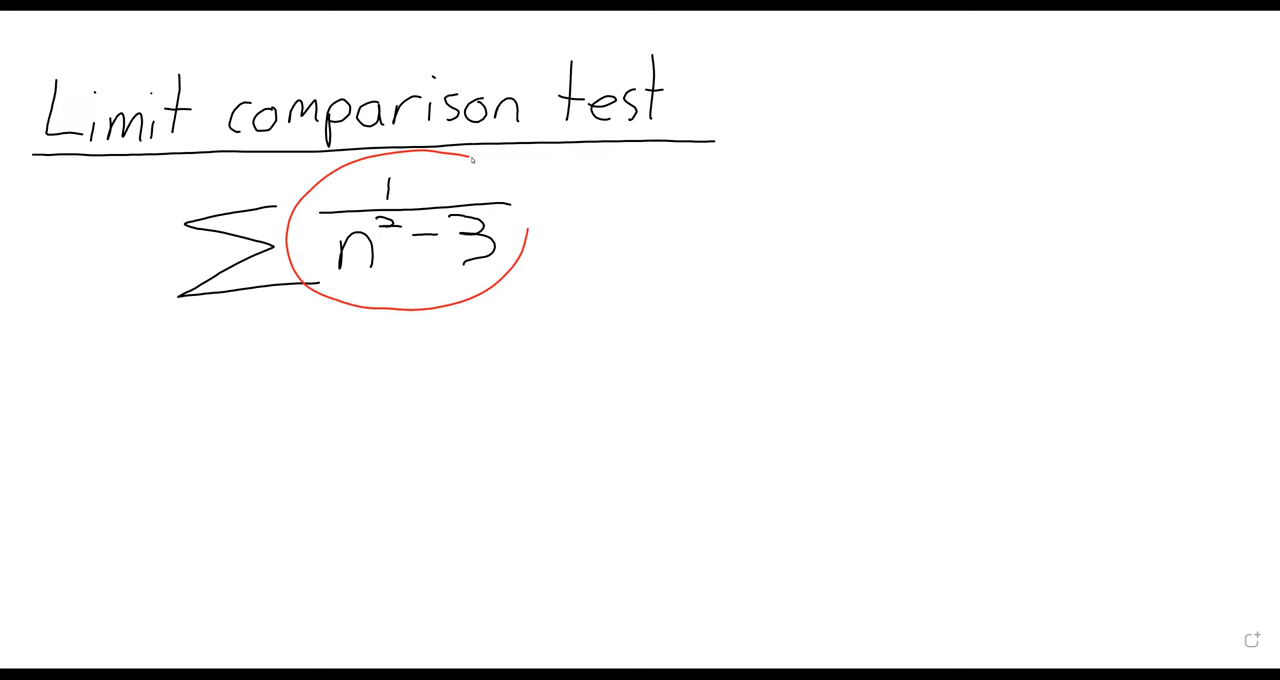 Limit comparison test
∑ 1/(n² - 3)